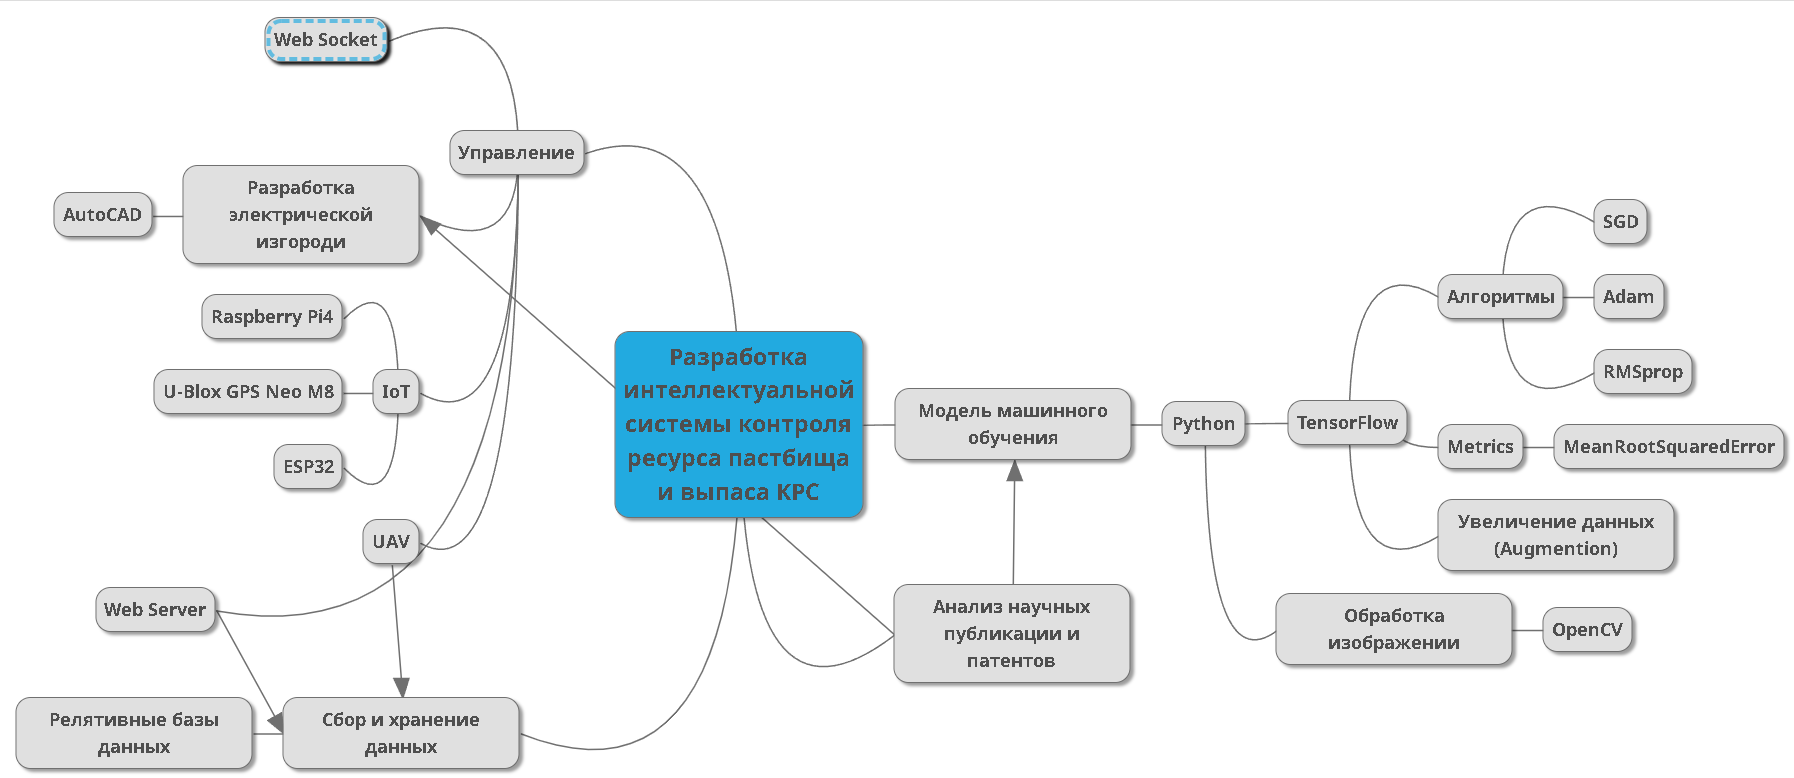 Web Socket
Управление
Разработка
электрической
изгороди
AutoCAD
Raspberry Pi4
U-Blox GPS Neo M8
IoT
ESP32
UAV
Web Server
Релятивные базы
данных
Сбор и хранение
данных
Разработка
интеллектуальной
системы контроля
ресурса пастбища
и выпаса КРС
Модель машинного
обучения
Анализ научных
публикации и
патентов
Python
TensorFlow
Алгоритмы
SGD
Adam
RMSprop
Metrics
MeanRootSquaredError
Увеличение данных
(Augmention)
Обработка
изображении
OpenCV